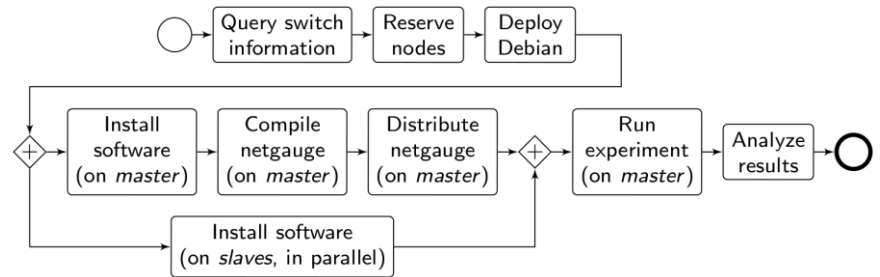 Query switch
information
Reserve
nodes
Deploy
Debian
+
Install
software
(on master)
Compile
netgauge
(on master)
Distribute
netgauge
(on master)
+
Run
experiment
(on master)
Analyze
results
Install software
(on slaves, in parallel)